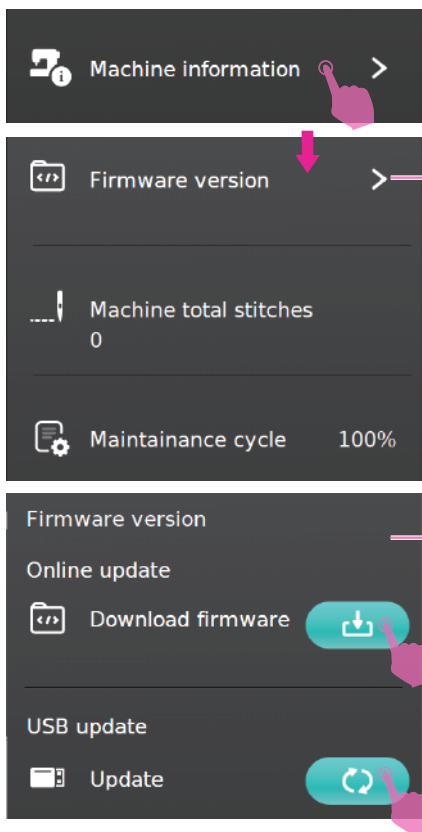 Machine information
Firmware version
Machine total stitches
0
Maintainance cycle 100%
Firmware version
Online update
Download firmware
USB update
Update